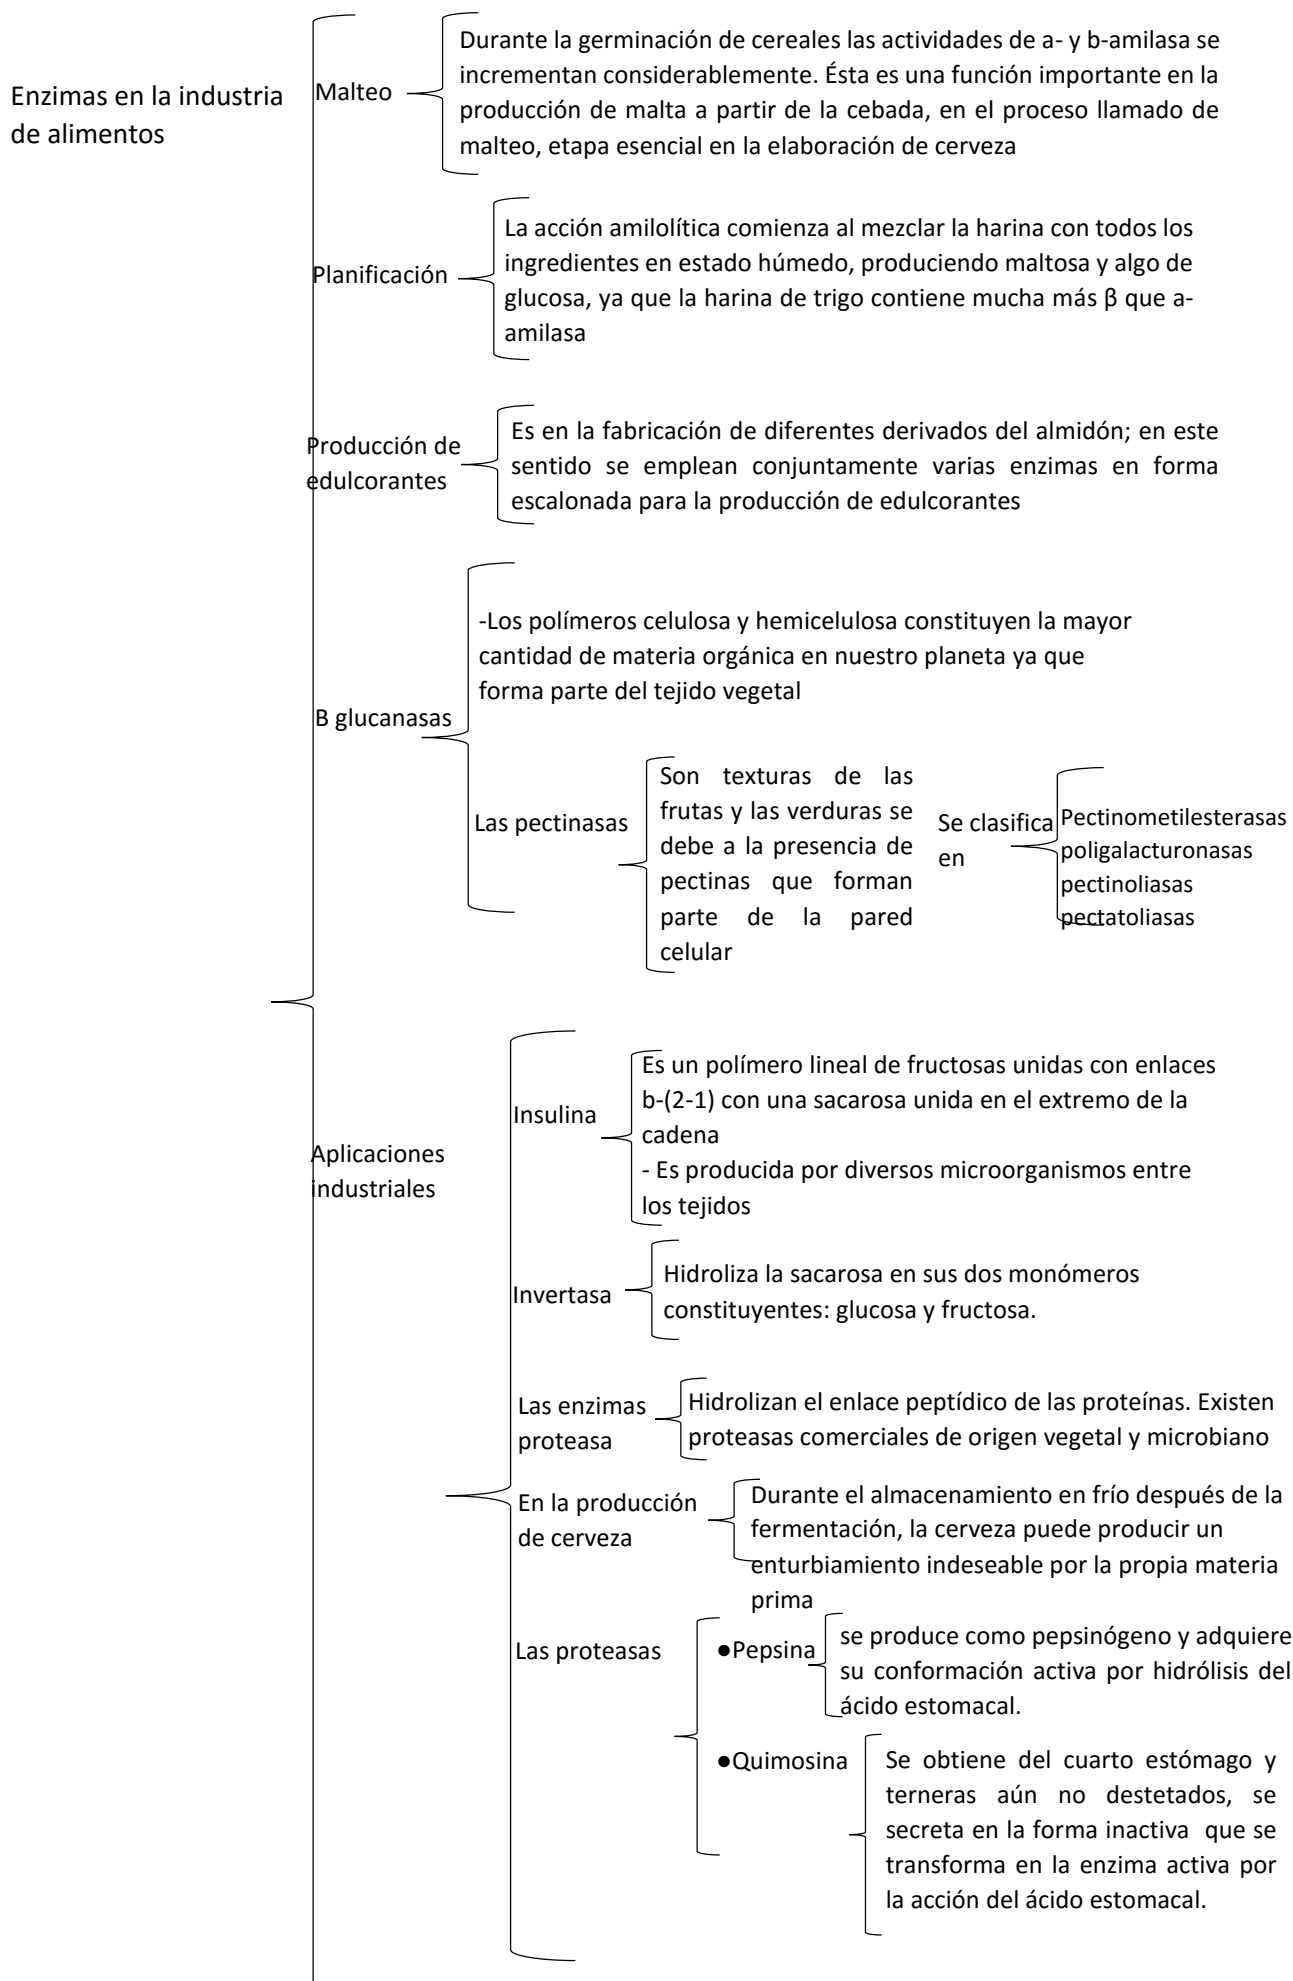 Enzimas en la industria
de alimentos
Malteo
Durante la germinación de cereales las actividades de a- y b-amilasa se
incrementan considerablemente. Ésta es una función importante en la
producción de malta a partir de la cebada, en el proceso llamado de
malteo, etapa esencial en la elaboración de cerveza
Planificación
La acción amilolítica comienza al mezclar la harina con todos los
ingredientes en estado húmedo, produciendo maltosa y algo de
glucosa, ya que la harina de trigo contiene mucha más β que a-
amilasa
Producción de
edulcorantes
Es en la fabricación de diferentes derivados del almidón; en este
sentido se emplean conjuntamente varias enzimas en forma
escalonada para la producción de edulcorantes
B glucanasas
-Los polímeros celulosa y hemicelulosa constituyen la mayor
cantidad de materia orgánica en nuestro planeta ya que
forma parte del tejido vegetal
Las pectinasas
Son texturas de las
frutas y las verduras se
debe a la presencia de
pectinas que forman
parte de la pared
celular
Se clasifica
en
Pectinometilesterasas
poligalacturonasas
pectinoliasas
pectatoliasas
Aplicaciones
industriales
Insulina
Es un polímero lineal de fructosas unidas con enlaces
b-(2-1) con una sacarosa unida en el extremo de la
cadena
- Es producida por diversos microorganismos entre
los tejidos
Invertasa
Hidroliza la sacarosa en sus dos monómeros
constituyentes: glucosa y fructosa.
Las enzimas
proteasa
Hidrolizan el enlace peptídico de las proteínas. Existen
proteasas comerciales de origen vegetal y microbiano
En la producción
de cerveza
Durante el almacenamiento en frío después de la
fermentación, la cerveza puede producir un
enturbiamiento indeseable por la propia materia
prima
Las proteasas
●Pepsina
se produce como pepsinógeno y adquiere
su conformación activa por hidrólisis del
ácido estomacal.
●Quimosina
Se obtiene del cuarto estómago y
terneras aún no destetados, se
secreta en la forma inactiva que se
transforma en la enzima activa por
la acción del ácido estomacal.